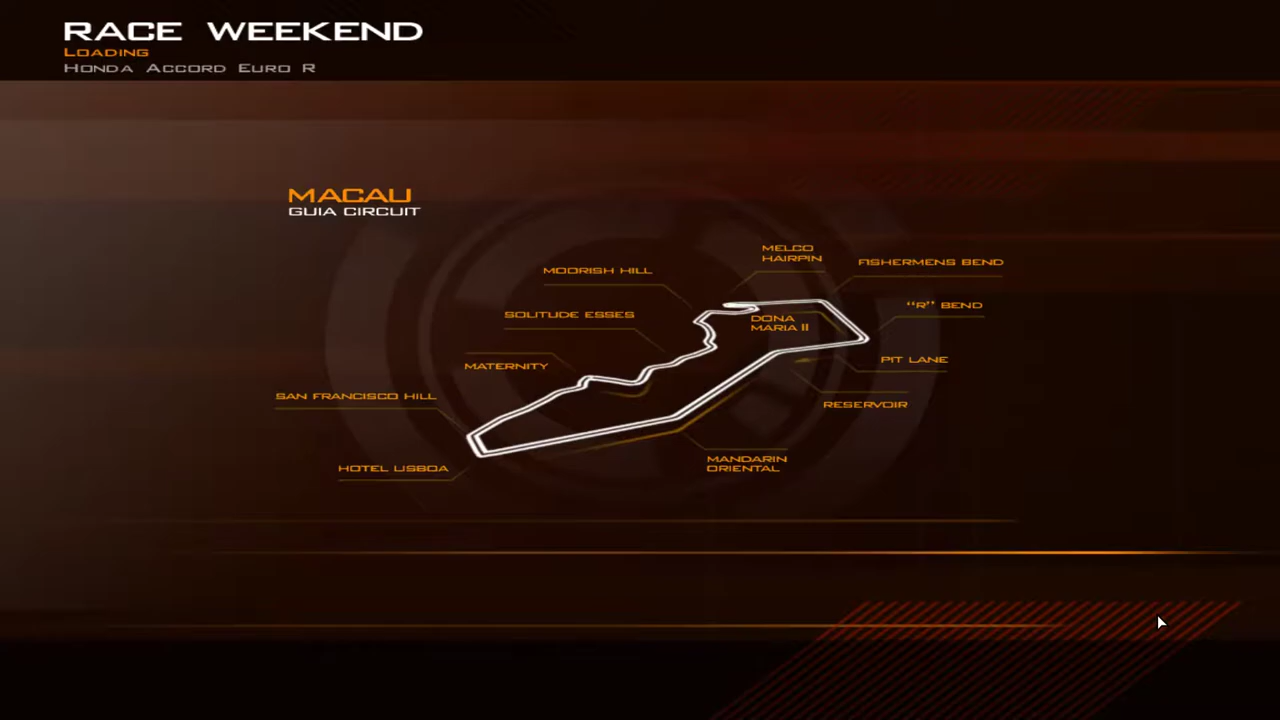 RACE WEEKEND
LOADING
HONDA ACCORD EURO R
MACAU
GUIA CIRCUIT
MELCO
HAIRPIN
FISHERMENS BEND
MOORISH HILL
"R" BEND
SOLITUDE ESSES
DONA
MARIA II
PIT LANE
MATERNITY
SAN FRANCISCO HILL
RESERVOIR
HOTEL LISBOA
MANDARIN
ORIENTAL